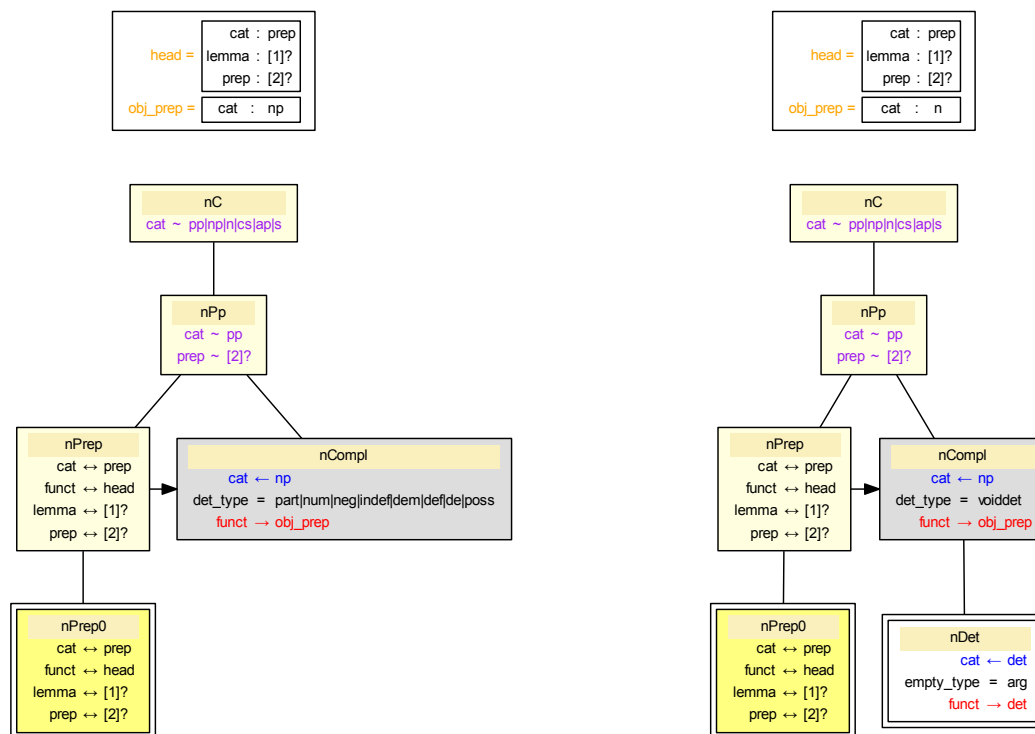 cat : prep
head = lemma : [1]?
prep : [2]?
obj_prep = cat : np
nC
cat ~ pp|np|n|cs|ap|s
nPp
cat ~ pp
prep ~ [2]?
nPrep
cat ↔ prep
funct ↔ head
lemma ↔ [1]?
prep ↔ [2]?
nCompl
cat ← np
det_type = part|num|neg|indef|dem|def|de|poss
funct → obj_prep
nPrep0
cat ↔ prep
funct ↔ head
lemma ↔ [1]?
prep ↔ [2]?
cat : prep
head = lemma : [1]?
prep : [2]?
obj_prep = cat : n
nC
cat ~ pp|np|n|cs|ap|s
nPp
cat ~ pp
prep ~ [2]?
nPrep
cat ↔ prep
funct ↔ head
lemma ↔ [1]?
prep ↔ [2]?
nCompl
cat ← np
det_type = voiddet
funct → obj_prep
nPrep0
cat ↔ prep
funct ↔ head
lemma ↔ [1]?
prep ↔ [2]?
nDet
cat ← det
empty_type = arg
funct → det